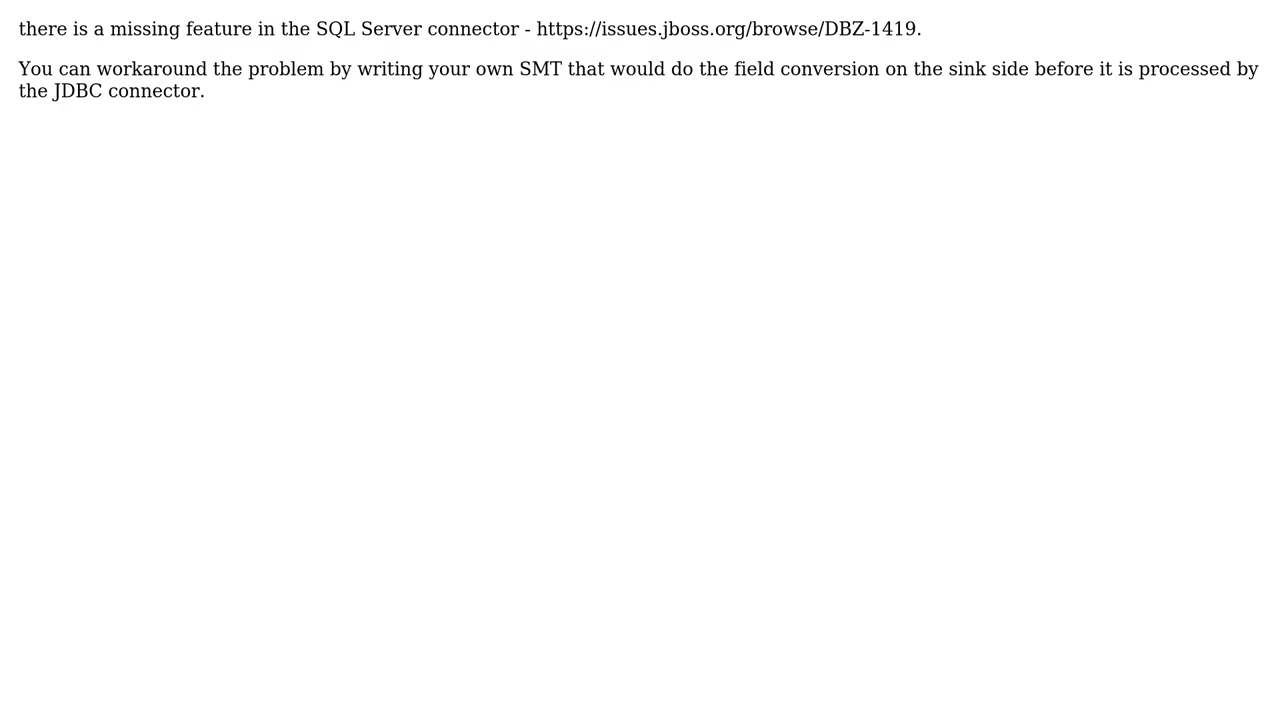 there is a missing feature in the SQL Server connector - https://issues.jboss.org/browse/DBZ-1419.
You can workaround the problem by writing your own SMT that would do the field conversion on the sink side before it is processed by
the JDBC connector.